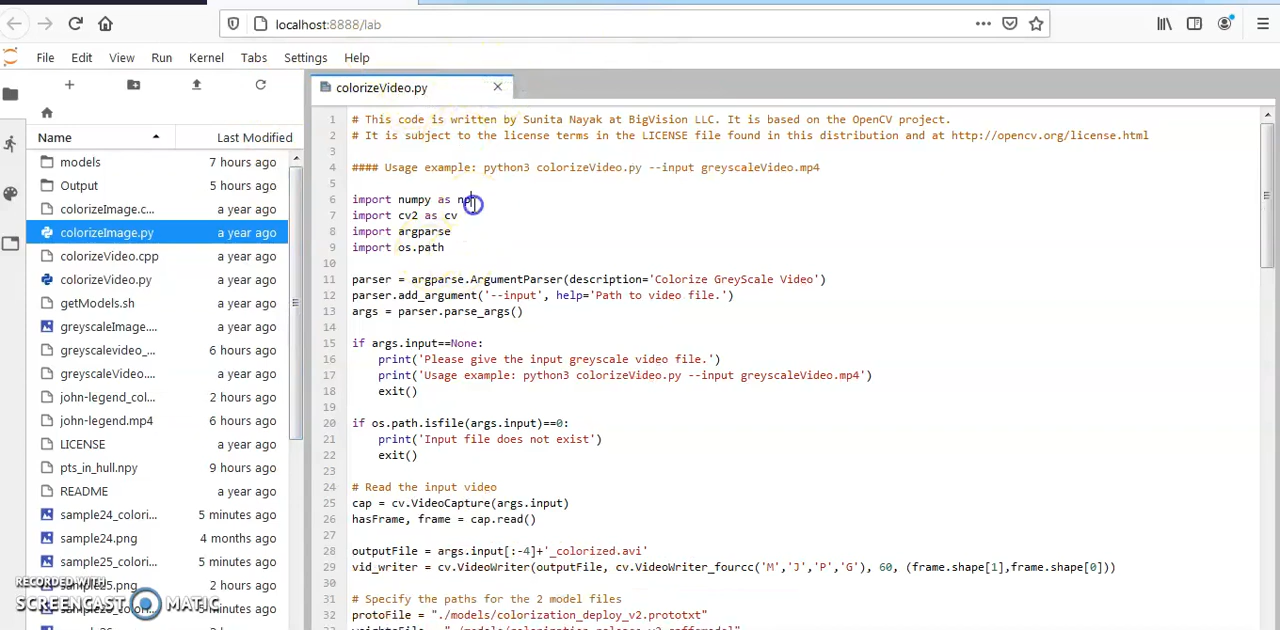 localhost:8888/lab
File Edit View Run Kernel Tabs Settings Help
Name Last Modified
models 7 hours ago
Output 5 hours ago
colorizeImage.c... a year ago
colorizeImage.py a year ago
colorizeVideo.cpp a year ago
colorizeVideo.py a year ago
getModels.sh a year ago
greyscaleImage.... a year ago
greyscalevideo_... 6 hours ago
greyscaleVideo.... a year ago
john-legend_col... 2 hours ago
john-legend.mp4 6 hours ago
LICENSE a year ago
pts_in_hull.npy 9 hours ago
README a year ago
sample24_colori... 5 minutes ago
sample24.png 4 months ago
sample25_colori... 5 minutes ago
2 hours ago
RECORDED WITH
SCREENCAST MATIC
colorizeVideo.py
1 # This code is written by Sunita Nayak at BigVision LLC. It is based on the OpenCV project.
2 # It is subject to the license terms in the LICENSE file found in this distribution and at http://opencv.org/license.html
3
4 #### Usage example: python3 colorizeVideo.py --input greyscaleVideo.mp4
5
6 import numpy as np
7 import cv2 as cv
8 import argparse
9 import os.path
10
11 parser = argparse.ArgumentParser(description='Colorize GreyScale Video')
12 parser.add_argument('--input', help='Path to video file.')
13 args = parser.parse_args()
14
15 if args.input==None:
16 print('Please give the input greyscale video file.')
17 print('Usage example: python3 colorizeVideo.py --input greyscaleVideo.mp4')
18 exit()
19
20 if os.path.isfile(args.input)==0:
21 print('Input file does not exist')
22 exit()
23
24 # Read the input video
25 cap = cv.VideoCapture(args.input)
26 hasFrame, frame = cap.read()
27
28 outputFile = args.input[:-4]+'_colorized.avi'
29 vid_writer = cv.VideoWriter(outputFile, cv.VideoWriter_fourcc('M','J','P','G'), 60, (frame.shape[1],frame.shape[0]))
30
31 # Specify the paths for the 2 model files
32 protoFile = "./models/colorization_deploy_v2.prototxt"